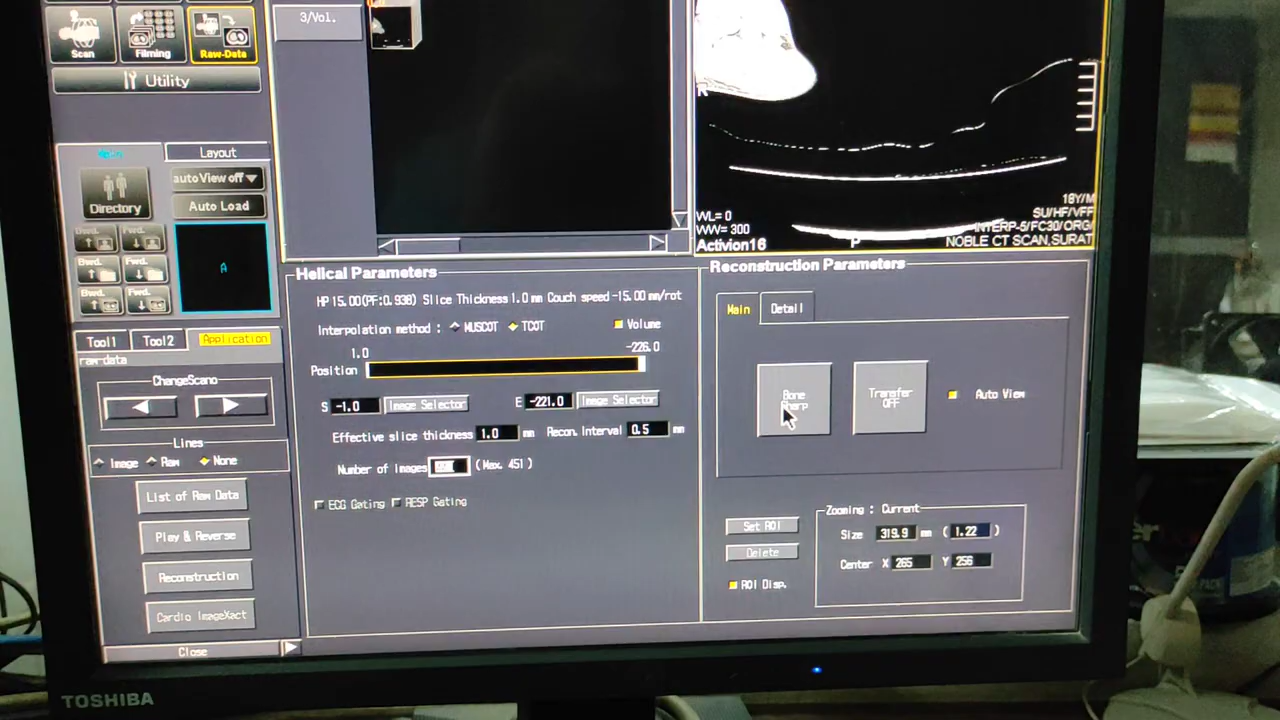 Scan
Filming
Raw-Data
Utility
3/Vol.
R
WL= 0
WW= 300
Activion16
P
18Y/M
SU/HF/VFF
INTERP-5/FC30/ORG/
NOBLE CT SCAN,SURAT
Layout
Directory
auto View off
Auto Load
Bwd.
Fwd.
Bwd.
Fwd.
Bwd.
Fwd.
A
Tool1
Tool2
Application
raw-data
ChangeScano
Lines
Image
Raw
None
List of Raw Data
Play & Reverse
Reconstruction
Cardio ImageXact
Close
Helical Parameters
HP 15.00(PF:0.938) Slice Thickness 1.0 mm Couch speed -15.00 mm/rot
Interpolation method : MUSCOT TCOT Volume
1.0 -226.0
Position
S -1.0 Image Selector E -221.0 Image Selector
Effective slice thickness 1.0 mm Recon. Interval 0.5 mm
Number of Images (Max. 451)
ECG Gating RESP Gating
Reconstruction Parameters
Main
Detail
Bone
Sharp
Transfer
OFF
Auto View
Set ROI
Delete
ROI Disp.
Zooming : Current
Size 319.9 mm ( 1.22 )
Center X 265 Y 256
TOSHIBA